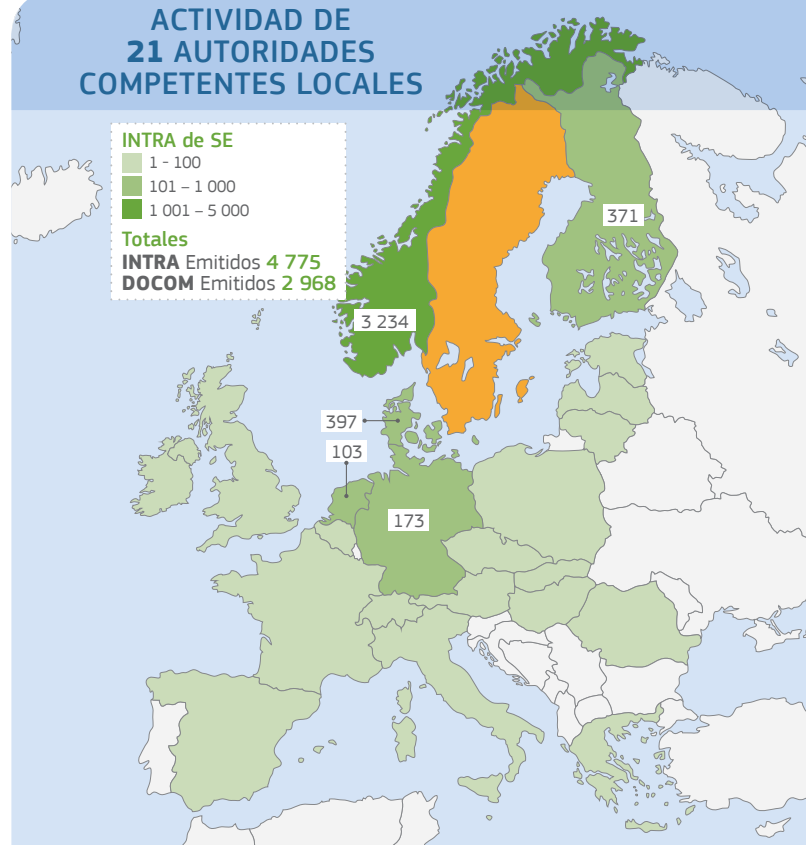 ACTIVIDAD DE
21 AUTORIDADES
COMPETENTES LOCALES
INTRA de SE
1 - 100
101 – 1 000
1 001 – 5 000
Totales
INTRA Emitidos 4 775
DOCOM Emitidos 2 968
371
3 234
397
103
173